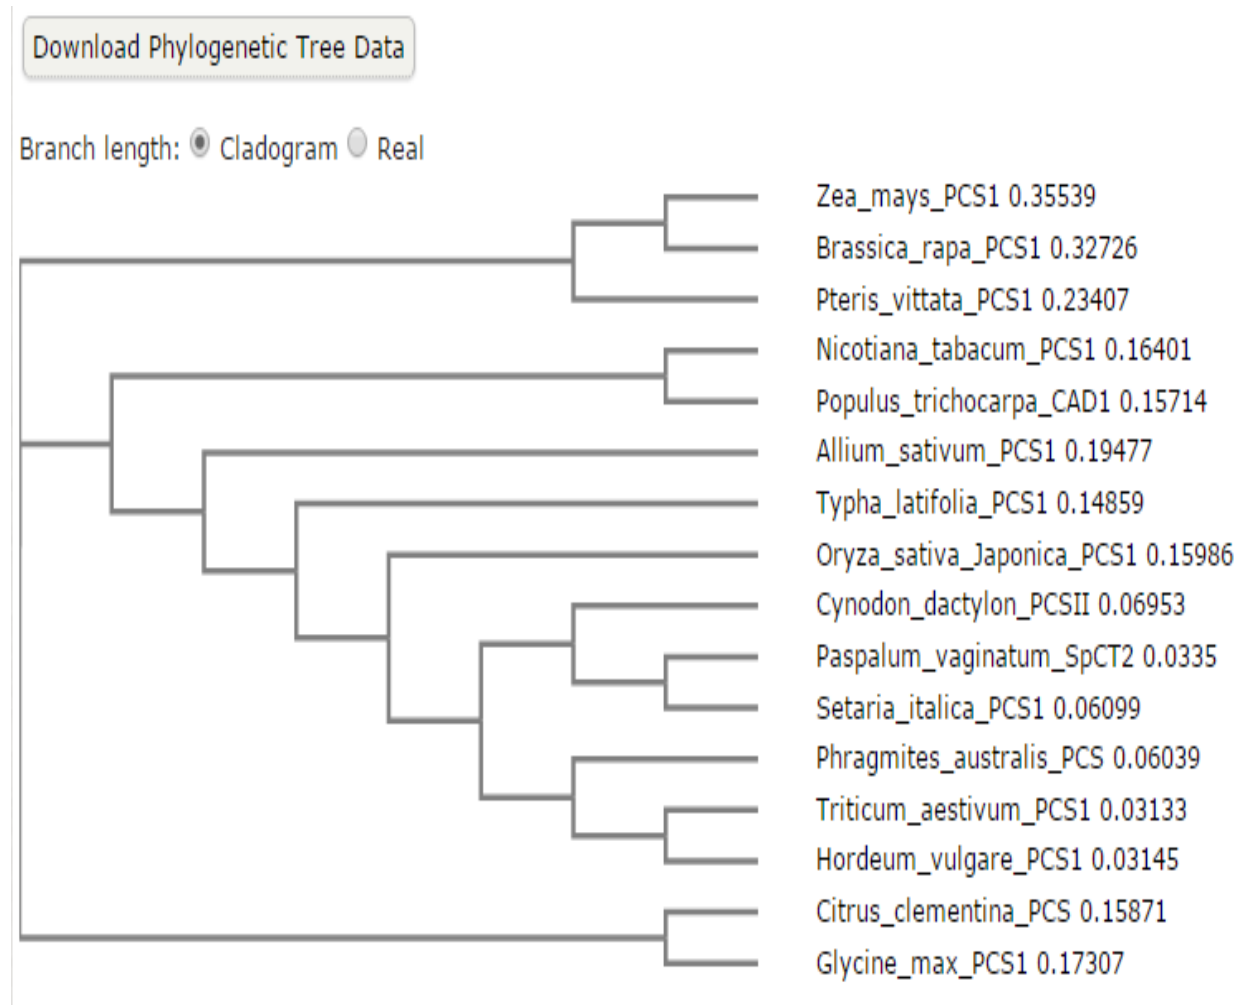 Download Phylogenetic Tree Data
Branch length: Cladogram Real
Zea_mays_PCS1 0.35539
Brassica_rapa_PCS1 0.32726
Pteris_vittata_PCS1 0.23407
Nicotiana_tabacum_PCS1 0.16401
Populus_trichocarpa_CAD1 0.15714
Allium_sativum_PCS1 0.19477
Typha_latifolia_PCS1 0.14859
Oryza_sativa_Japonica_PCS1 0.15986
Cynodon_dactylon_PCSII 0.06953
Paspalum_vaginatum_SpCT2 0.0335
Setaria_italica_PCS1 0.06099
Phragmites_australis_PCS 0.06039
Triticum_aestivum_PCS1 0.03133
Hordeum_vulgare_PCS1 0.03145
Citrus_clementina_PCS 0.15871
Glycine_max_PCS1 0.17307